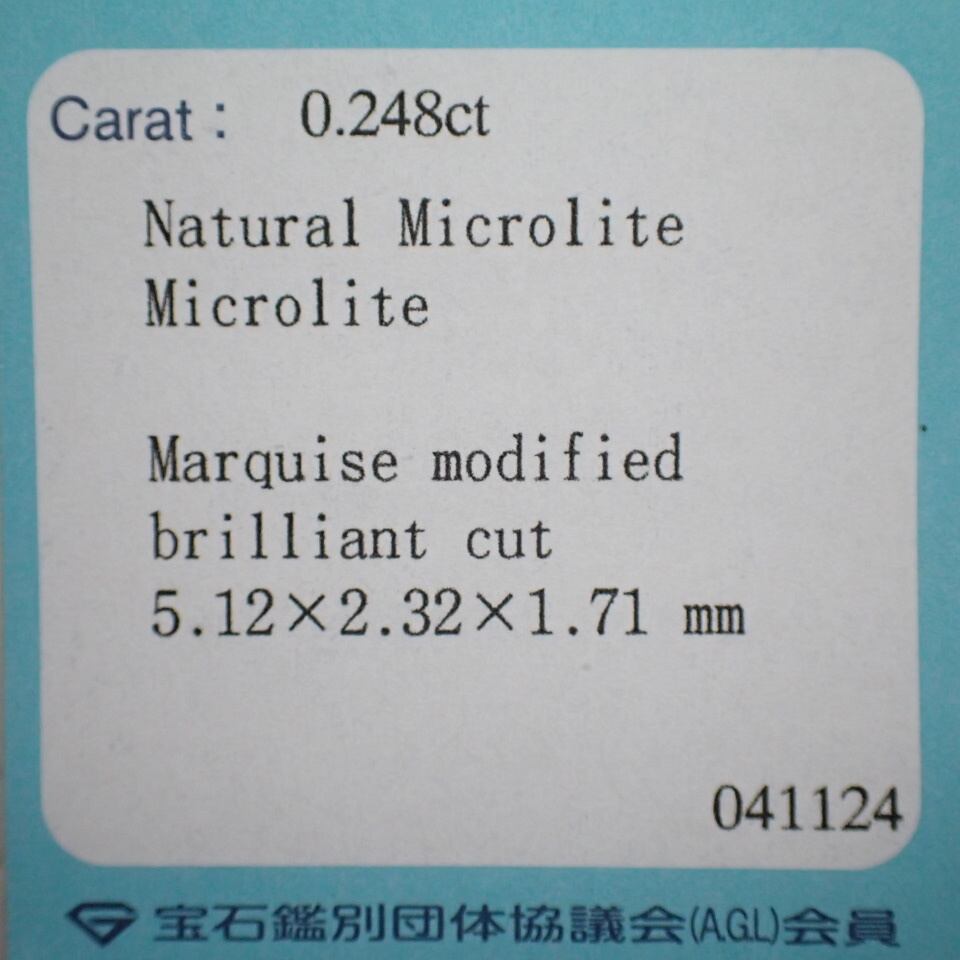 Carat : 0.248ct
Natural Microlite
Microlite
Marquise modified
brilliant cut
5.12×2.32×1.71 mm
041124
宝石鑑別団体協議会(AGL)会員